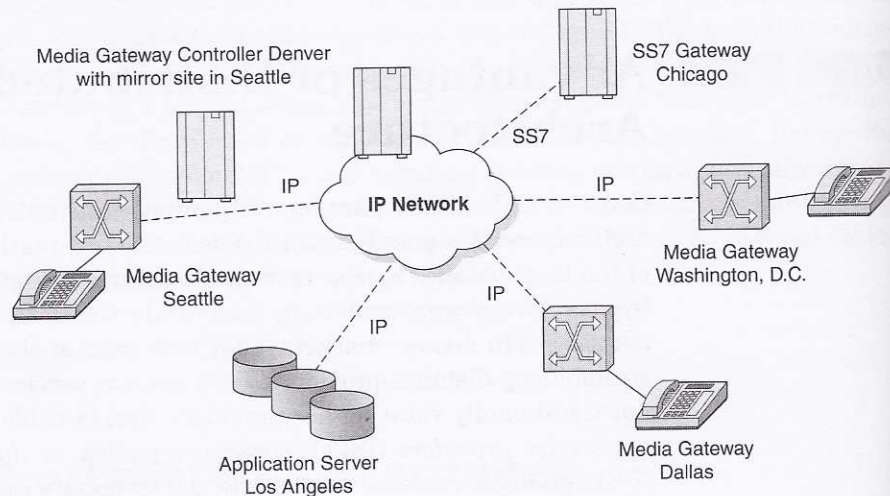 Media Gateway Controller Denver
with mirror site in Seattle
SS7 Gateway
Chicago
SS7
IP
IP
IP Network
Media Gateway
Seattle
Media Gateway
Washington, D.C.
IP
IP
Application Server
Los Angeles
Media Gateway
Dallas